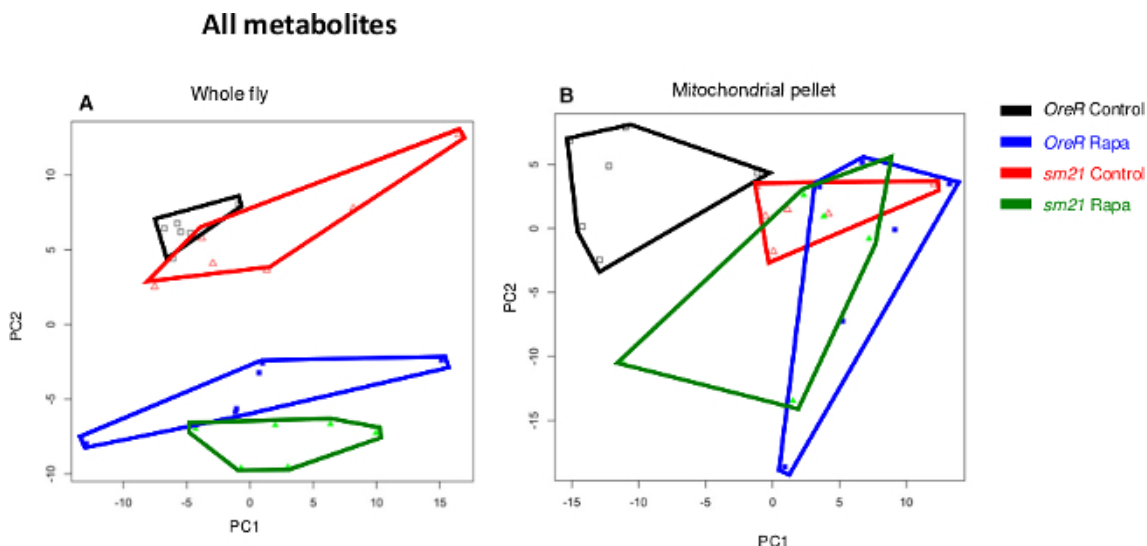 All metabolites
A
Whole fly
PC2
10
5
0
-5
-10
-10
-5
0
5
10
15
PC1
B
Mitochondrial pellet
PC2
5
0
-5
-10
-15
-15
-10
-5
0
5
10
PC1
OreR Control
OreR Rapa
sm21 Control
sm21 Rapa